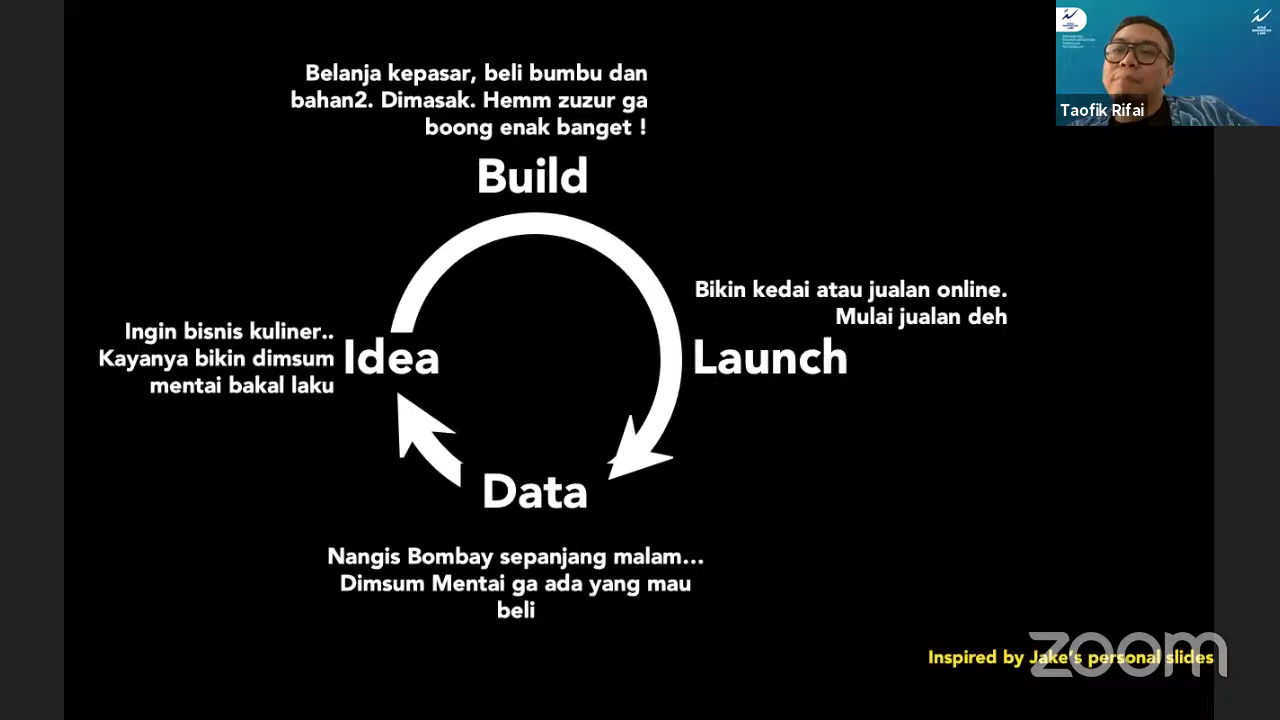 Belanja kepasar, beli bumbu dan
bahan2. Dimasak. Hemm zuzur ga
boong enak banget !
Build
Bikin kedai atau jualan online.
Mulai jualan deh
Launch
Ingin bisnis kuliner..
Kayanya bikin dimsum
mentai bakal laku
Idea
Data
Nangis Bombay sepanjang malam...
Dimsum Mentai ga ada yang mau
beli
Inspired by Jake's personal slides
zoom
Taofik Rifai